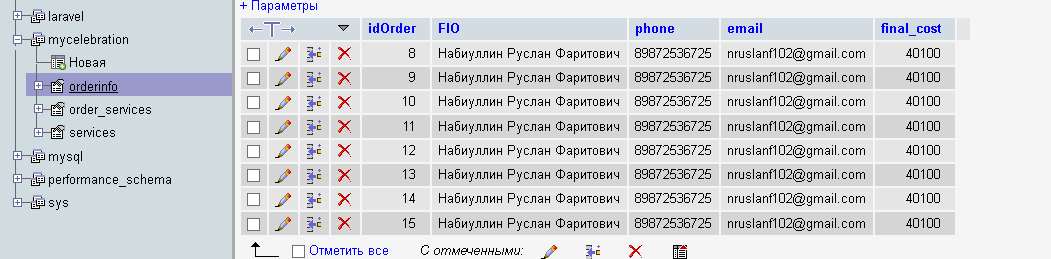 laravel
mycelebration
Новая
orderinfo
order_services
services
mysql
performance_schema
sys
+ Параметры
idOrder FIO phone email final_cost
8 Набиуллин Руслан Фаритович 89872536725 nruslanf102@gmail.com 40100
9 Набиуллин Руслан Фаритович 89872536725 nruslanf102@gmail.com 40100
10 Набиуллин Руслан Фаритович 89872536725 nruslanf102@gmail.com 40100
11 Набиуллин Руслан Фаритович 89872536725 nruslanf102@gmail.com 40100
12 Набиуллин Руслан Фаритович 89872536725 nruslanf102@gmail.com 40100
13 Набиуллин Руслан Фаритович 89872536725 nruslanf102@gmail.com 40100
14 Набиуллин Руслан Фаритович 89872536725 nruslanf102@gmail.com 40100
15 Набиуллин Руслан Фаритович 89872536725 nruslanf102@gmail.com 40100
Отметить все С отмеченными: